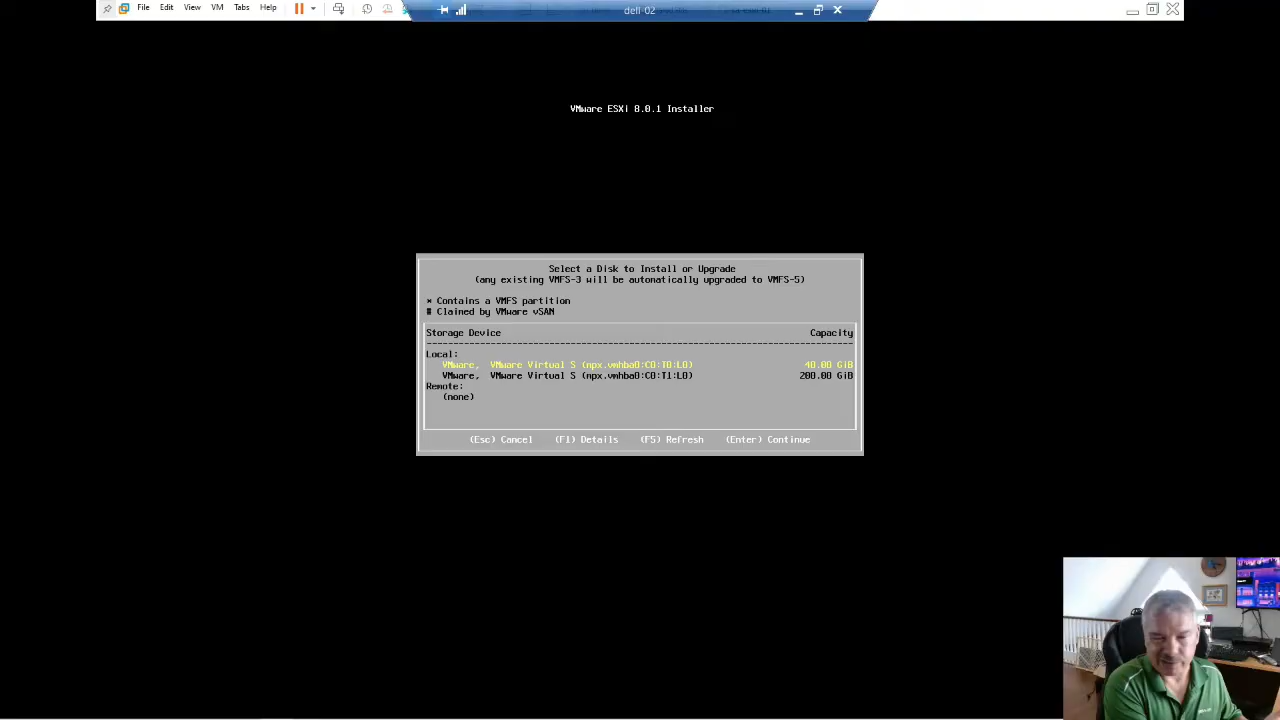 File Edit View VM Tabs Help
dell-02
VMware ESXi 8.0.1 Installer
Select a Disk to Install or Upgrade
(any existing VMFS-3 will be automatically upgraded to VMFS-5)
* Contains a VMFS partition
# Claimed by VMware vSAN
Storage Device Capacity
Local:
VMware, VMware Virtual S (mpx.vmhba0:C0:T0:L0) 40.00 GiB
VMware, VMware Virtual S (mpx.vmhba0:C0:T1:L0) 200.00 GiB
Remote:
(none)
(Esc) Cancel (F1) Details (F5) Refresh (Enter) Continue